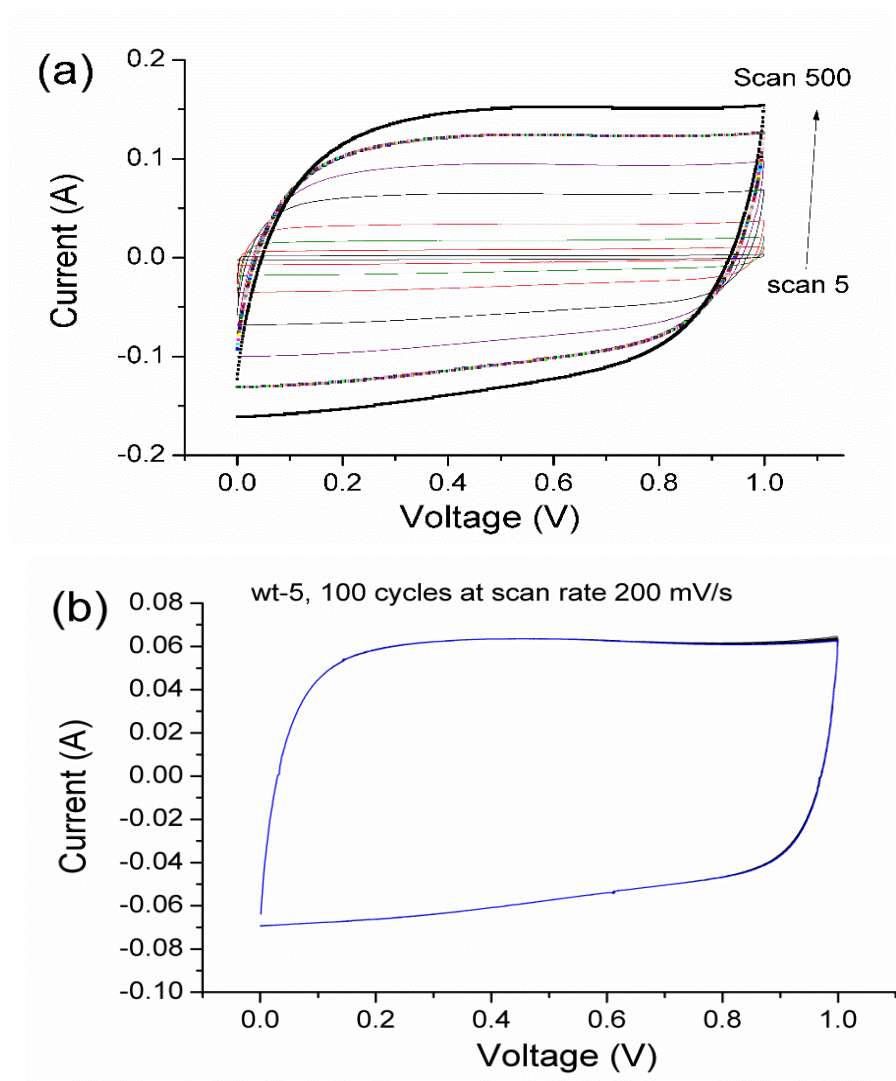 (a)
0.2
0.1
0.0
-0.1
-0.2
Current (A)
Scan 500
scan 5
0.0 0.2 0.4 0.6 0.8 1.0
Voltage (V)
(b)
wt-5, 100 cycles at scan rate 200 mV/s
0.08
0.06
0.04
0.02
0.00
-0.02
-0.04
-0.06
-0.08
-0.10
Current (A)
0.0 0.2 0.4 0.6 0.8 1.0
Voltage (V)